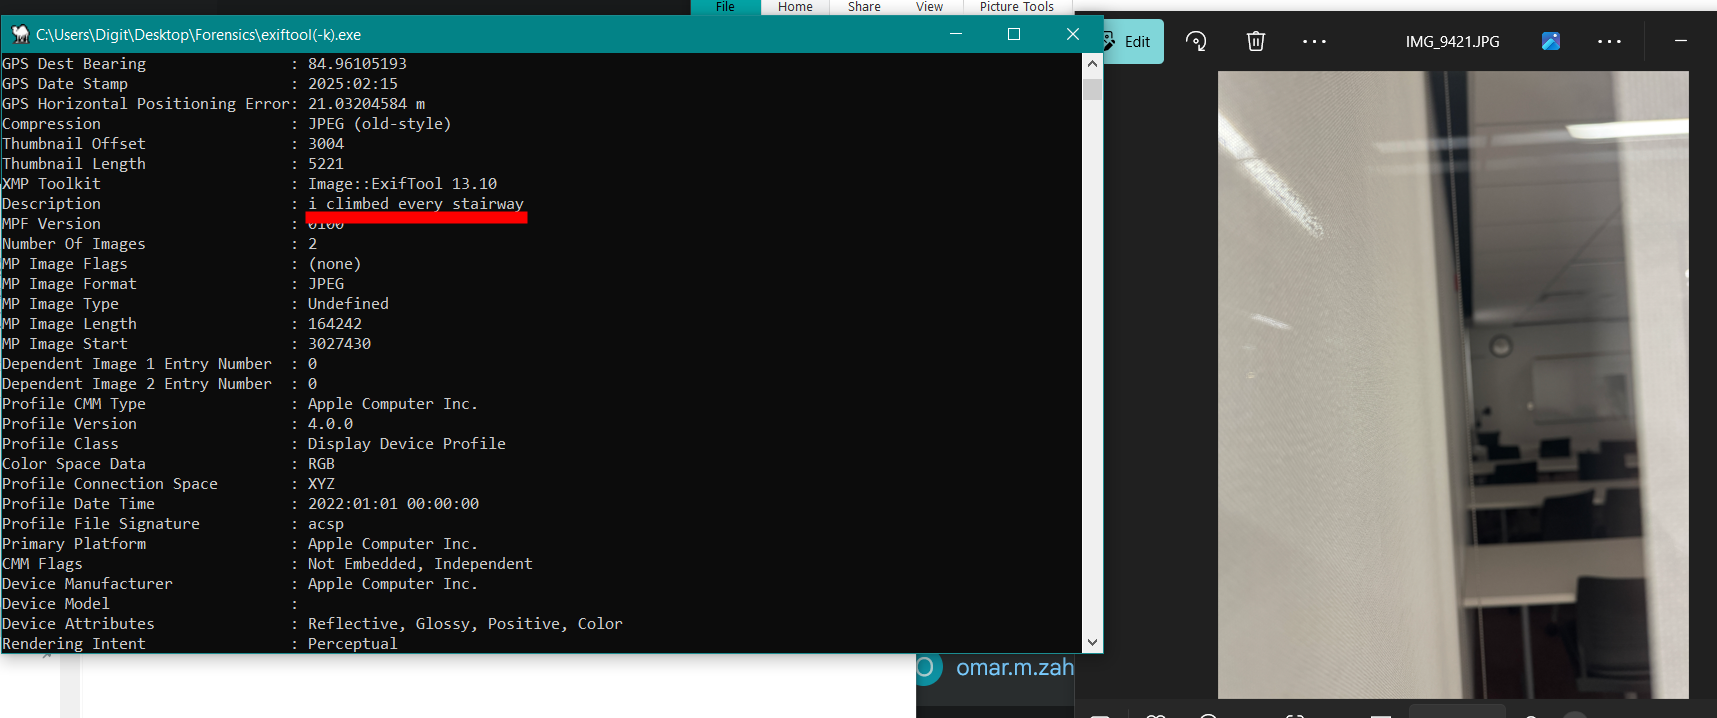 File Home Share View Picture Tools
C:\Users\Digit\Desktop\Forensics\exiftool(-k).exe
GPS Dest Bearing : 84.96105193
GPS Date Stamp : 2025:02:15
GPS Horizontal Positioning Error: 21.03204584 m
Compression : JPEG (old-style)
Thumbnail Offset : 3004
Thumbnail Length : 5221
XMP Toolkit : Image::ExifTool 13.10
Description : i climbed every stairway
MPF Version : 0100
Number Of Images : 2
MP Image Flags : (none)
MP Image Format : JPEG
MP Image Type : Undefined
MP Image Length : 164242
MP Image Start : 3027430
Dependent Image 1 Entry Number : 0
Dependent Image 2 Entry Number : 0
Profile CMM Type : Apple Computer Inc.
Profile Version : 4.0.0
Profile Class : Display Device Profile
Color Space Data : RGB
Profile Connection Space : XYZ
Profile Date Time : 2022:01:01 00:00:00
Profile File Signature : acsp
Primary Platform : Apple Computer Inc.
CMM Flags : Not Embedded, Independent
Device Manufacturer : Apple Computer Inc.
Device Model :
Device Attributes : Reflective, Glossy, Positive, Color
Rendering Intent : Perceptual
Edit
IMG_9421.JPG
O omar.m.zah